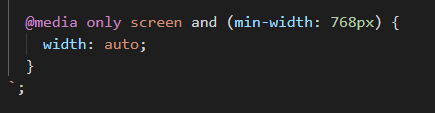 @media only screen and (min-width: 768px) {
width: auto;
}
`;